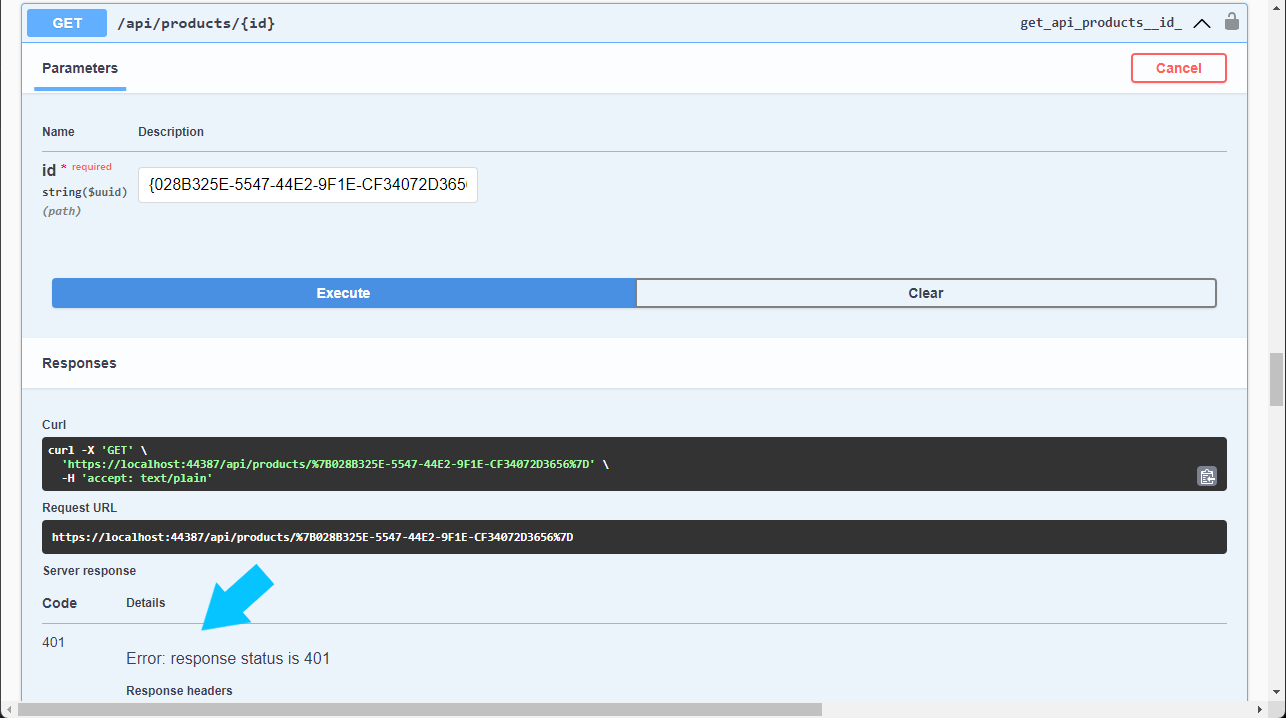 GET /api/products/{id} get_api_products__id_
Parameters Cancel
Name Description
id * required
string($uuid)
(path)
{028B325E-5547-44E2-9F1E-CF34072D365
Execute Clear
Responses
Curl
curl -X 'GET' \
'https://localhost:44387/api/products/%7B028B325E-5547-44E2-9F1E-CF34072D3656%7D' \
-H 'accept: text/plain'
Request URL
https://localhost:44387/api/products/%7B028B325E-5547-44E2-9F1E-CF34072D3656%7D
Server response
Code Details
401
Error: response status is 401
Response headers